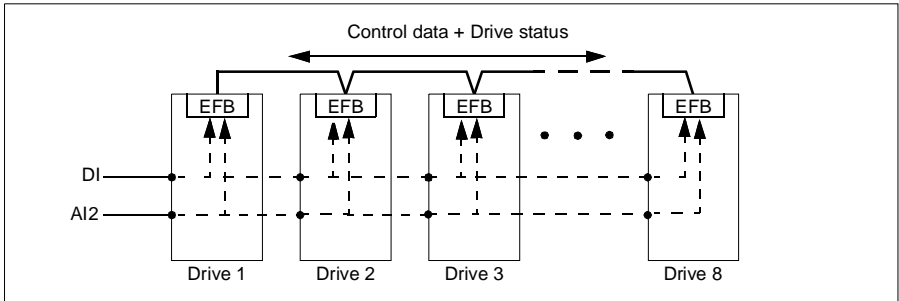 Control data + Drive status
EFB EFB EFB EFB
DI
AI2
Drive 1 Drive 2 Drive 3 Drive 8